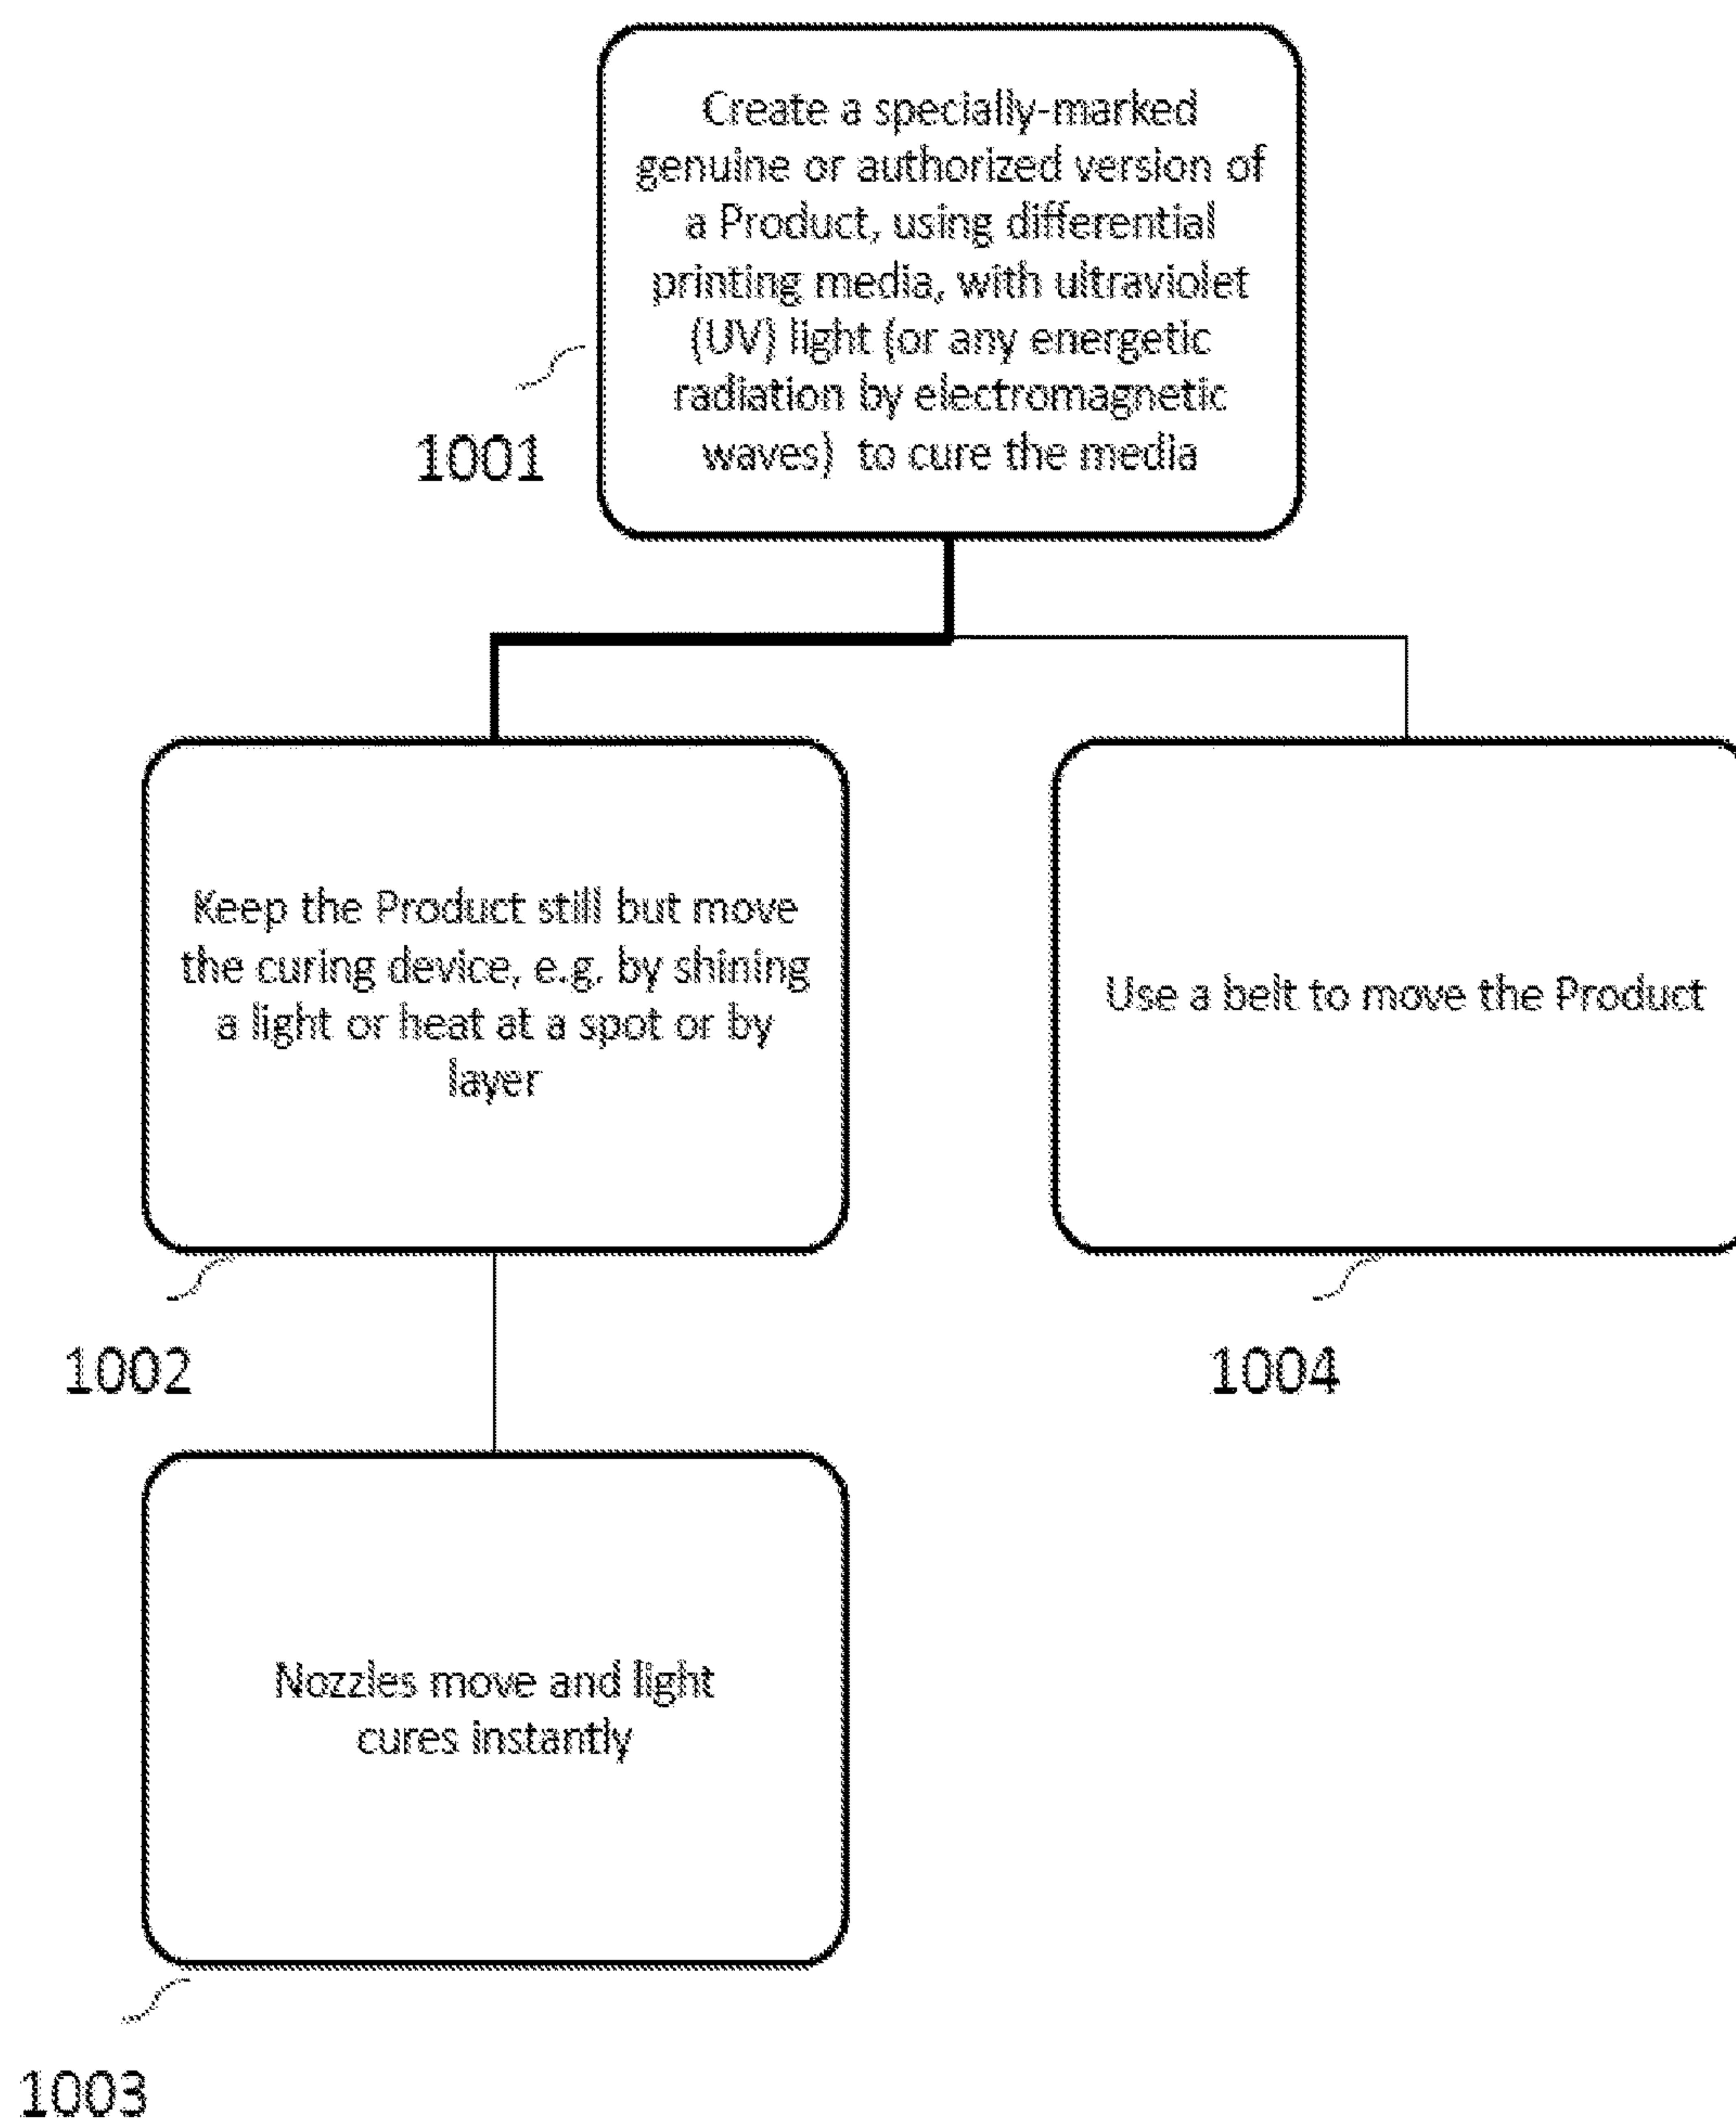 Create a specially-marked
genuine or authorized version of
a Product, using differential
printing media, with ultraviolet
(UV) light (or any energetic
radiation by electromagnetic
waves)  to cure the media
1001
Keep the Product still but move
the curing device, e.g. by shining
a light or heat at a spot or by
layer
1002
Use a belt to move the Product
1004
Nozzles move and light
cures instantly
1003